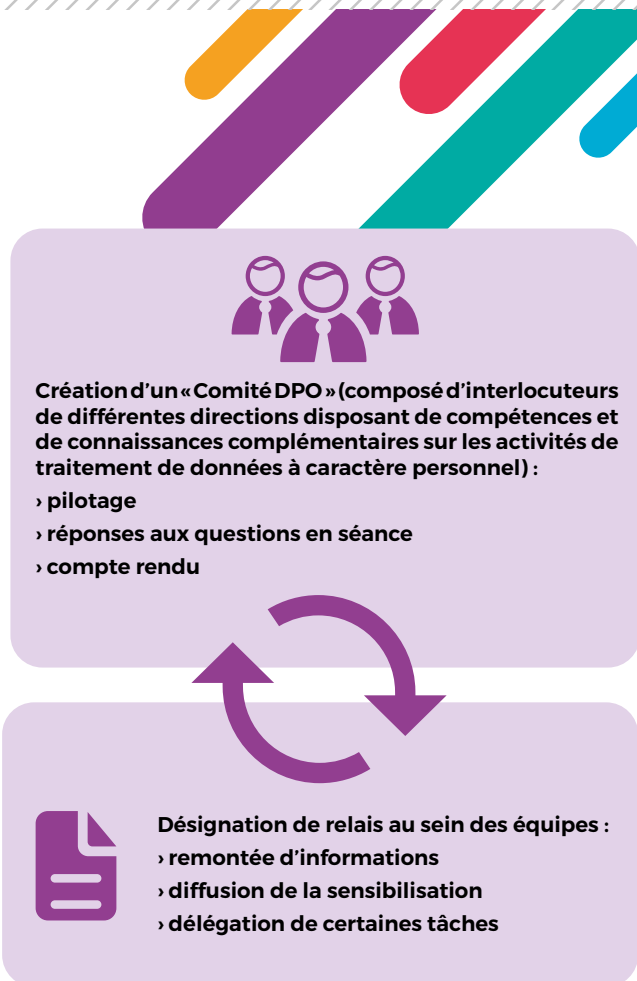 Création d'un « Comité DPO » (composé d'interlocuteurs
de différentes directions disposant de compétences et
de connaissances complémentaires sur les activités de
traitement de données à caractère personnel) :
› pilotage
› réponses aux questions en séance
› compte rendu
Désignation de relais au sein des équipes :
› remontée d'informations
› diffusion de la sensibilisation
› délégation de certaines tâches